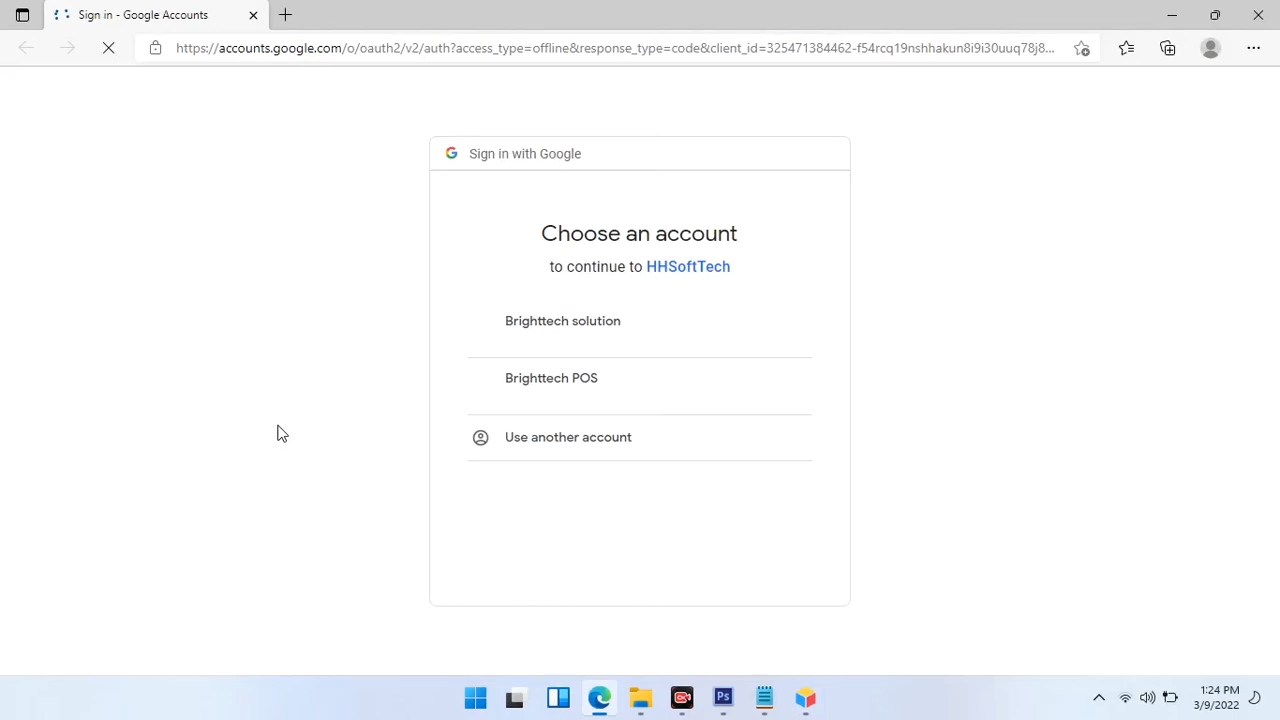 Sign in - Google Accounts
https://accounts.google.com/o/oauth2/v2/auth?access_type=offline&response_type=code&client_id=325471384462-f54rcq19nshhakun8i9i30uuq78j8...
Sign in with Google
Choose an account
to continue to HHSoftTech
Brighttech solution
Brighttech POS
Use another account
Ps
1:24 PM
3/9/2022